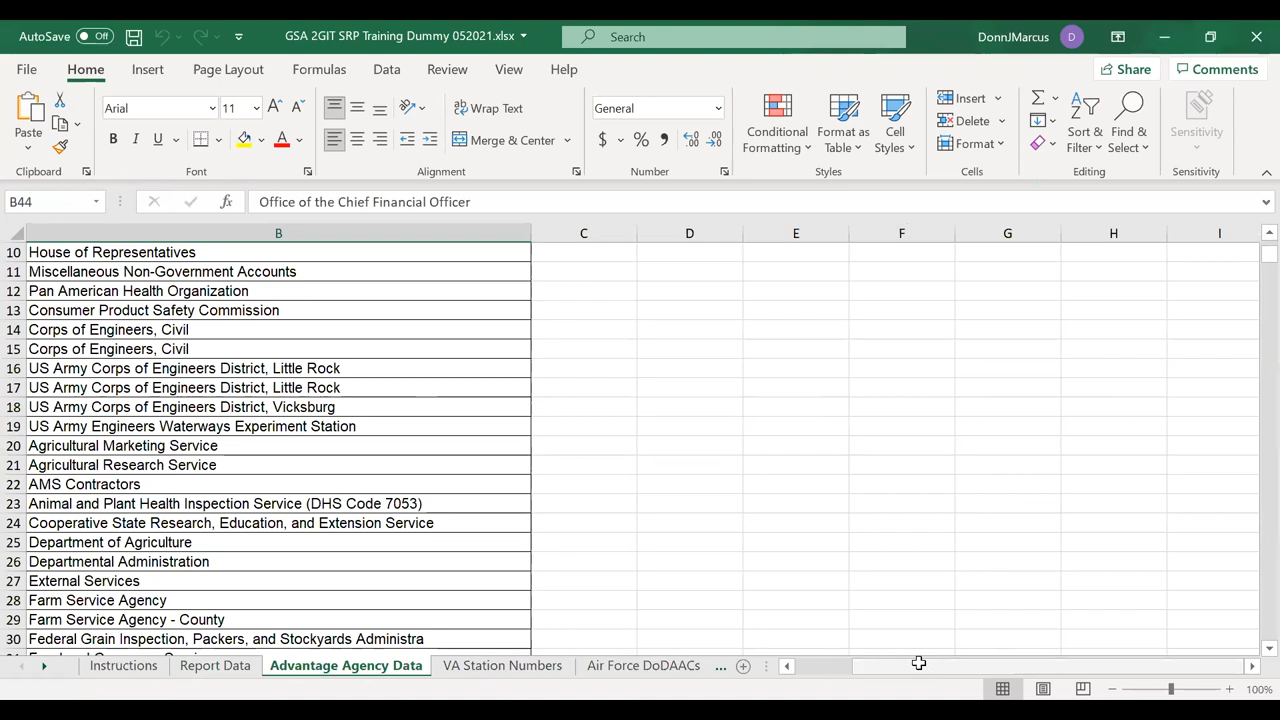 AutoSave Off GSA 2GIT SRP Training Dummy 052021.xlsx Search DonnJMarcus D
File Home Insert Page Layout Formulas Data Review View Help Share Comments
Arial 11 A A Wrap Text General Insert
Paste B I U A Merge & Center $ % Conditional Formatting Format as Table Cell Styles Delete Format Sort & Filter Find & Select Sensitivity
Clipboard Font Alignment Number Styles Cells Editing Sensitivity
B44 fx Office of the Chief Financial Officer
B C D E F G H I
10 House of Representatives
11 Miscellaneous Non-Government Accounts
12 Pan American Health Organization
13 Consumer Product Safety Commission
14 Corps of Engineers, Civil
15 Corps of Engineers, Civil
16 US Army Corps of Engineers District, Little Rock
17 US Army Corps of Engineers District, Little Rock
18 US Army Corps of Engineers District, Vicksburg
19 US Army Engineers Waterways Experiment Station
20 Agricultural Marketing Service
21 Agricultural Research Service
22 AMS Contractors
23 Animal and Plant Health Inspection Service (DHS Code 7053)
24 Cooperative State Research, Education, and Extension Service
25 Department of Agriculture
26 Departmental Administration
27 External Services
28 Farm Service Agency
29 Farm Service Agency - County
30 Federal Grain Inspection, Packers, and Stockyards Administra
Instructions Report Data Advantage Agency Data VA Station Numbers Air Force DoDAACs ...
100%